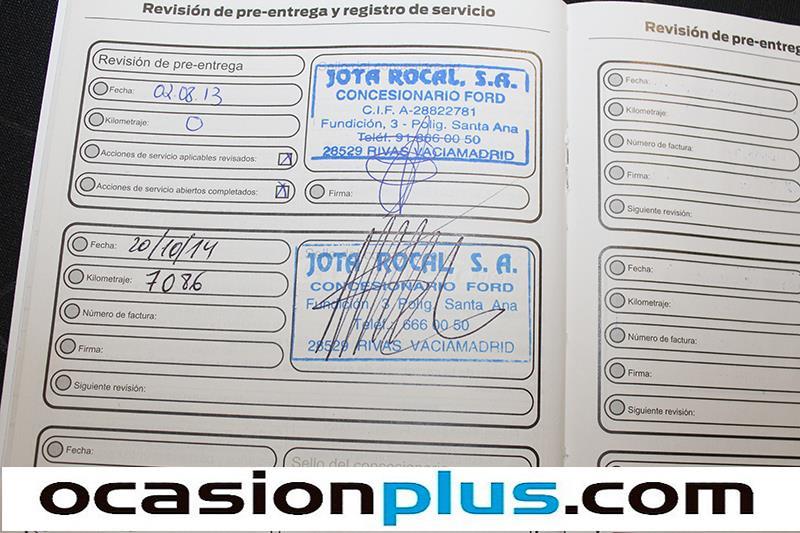 Revisión de pre-entrega y registro de servicio
Revisión de pre-entrega
Fecha: 02.08.13
Kilometraje: 0
Acciones de servicio aplicables revisados:
Acciones de servicio abiertos completados:
JOTA ROCAL, S.A.
CONCESIONARIO FORD
C.I.F. A-28822781
Fundición, 3 - Polig. Santa Ana
Teléf. 91 666 00 50
28529 RIVAS VACIAMADRID
Firma:
Fecha: 20/10/14
Kilometraje: 7086
Número de factura:
Firma:
Siguiente revisión:
JOTA ROCAL, S. A.
CONCESIONARIO FORD
Fundición, 3 Polig. Santa Ana
Teléf. 666 00 50
28529 RIVAS VACIAMADRID
Fecha:
Sello del concesionario
Revisión de pre-entreg
Fecha:
Kilometraje:
Número de factura:
Firma:
Siguiente revisión:
Fecha:
Kilometraje:
Número de factura:
Firma:
Siguiente revisión:
ocasionplus.com